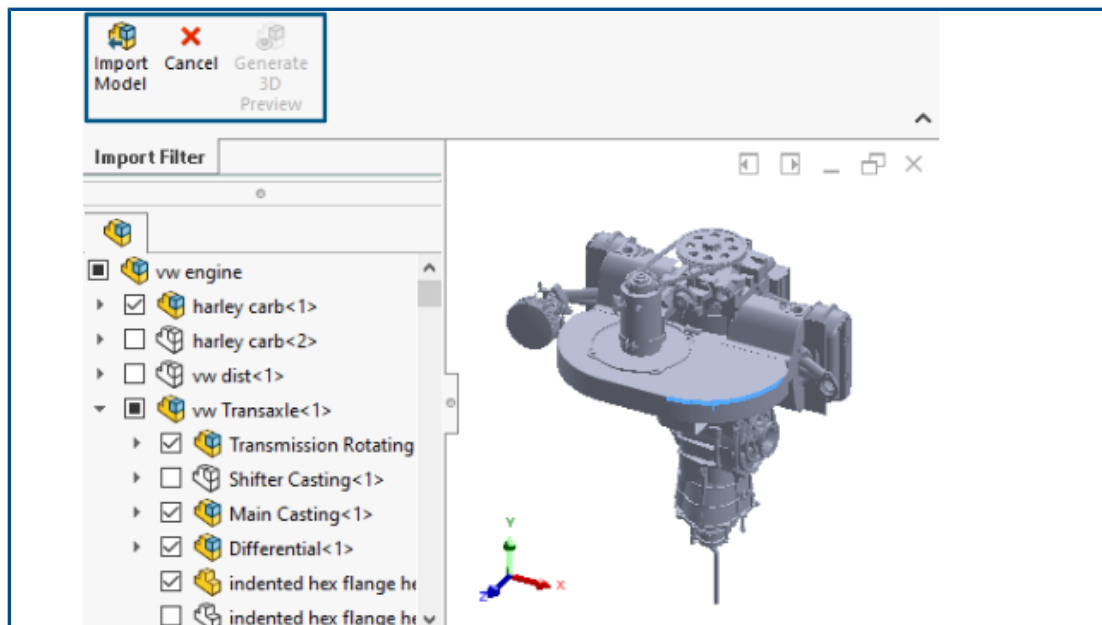 Import Model
Cancel
Generate 3D Preview
Import Filter
vw engine
harley carb<1>
harley carb<2>
vw dist<1>
vw Transaxle<1>
Transmission Rotating
Shifter Casting<1>
Main Casting<1>
Differential<1>
indented hex flange he
indented hex flange he
Y
X
Z